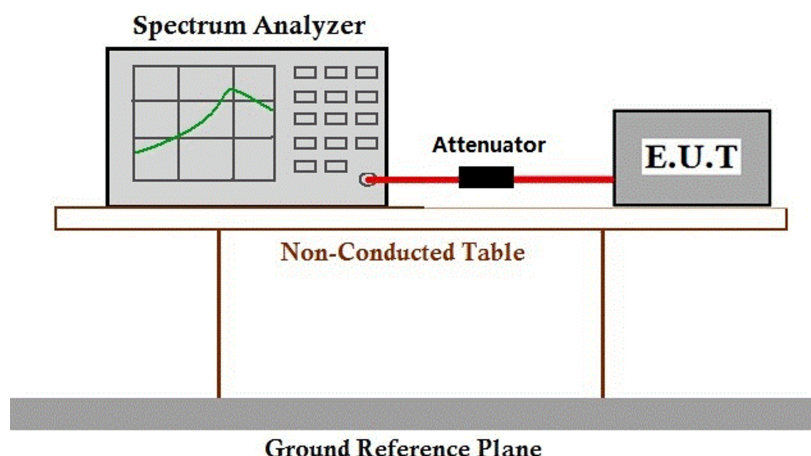 Spectrum Analyzer
Attenuator
E.U.T
Non-Conducted Table
Ground Reference Plane